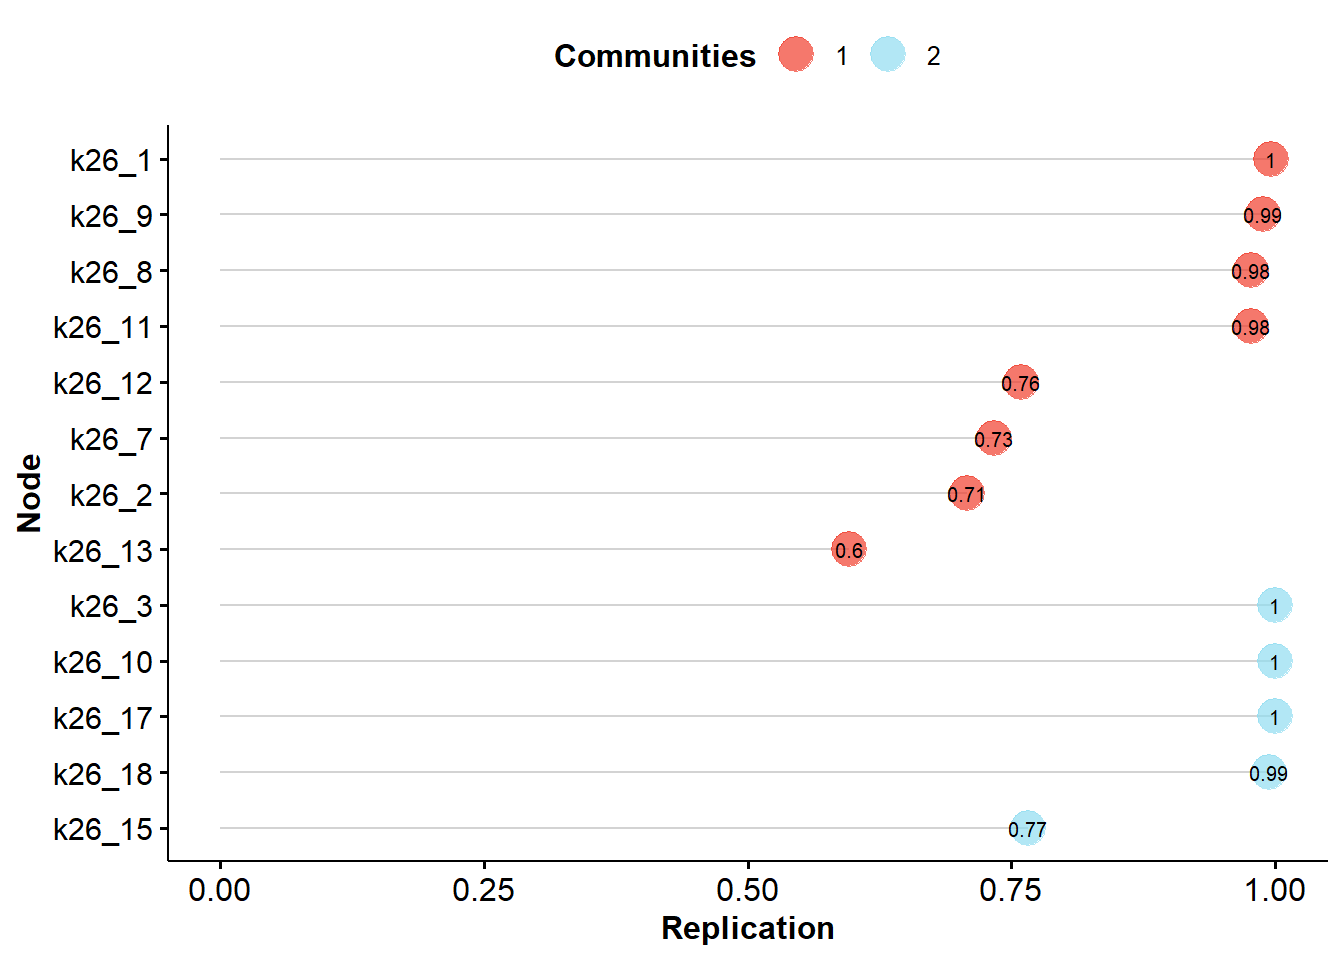 Communities 1 2
k26_1 1
k26_9 0.99
k26_8 0.98
k26_11 0.98
k26_12 0.76
k26_7 0.73
k26_2 0.71
k26_13 0.6
k26_3 1
k26_10 1
k26_17 1
k26_18 0.99
k26_15 0.77
Node
0.00 0.25 0.50 0.75 1.00
Replication